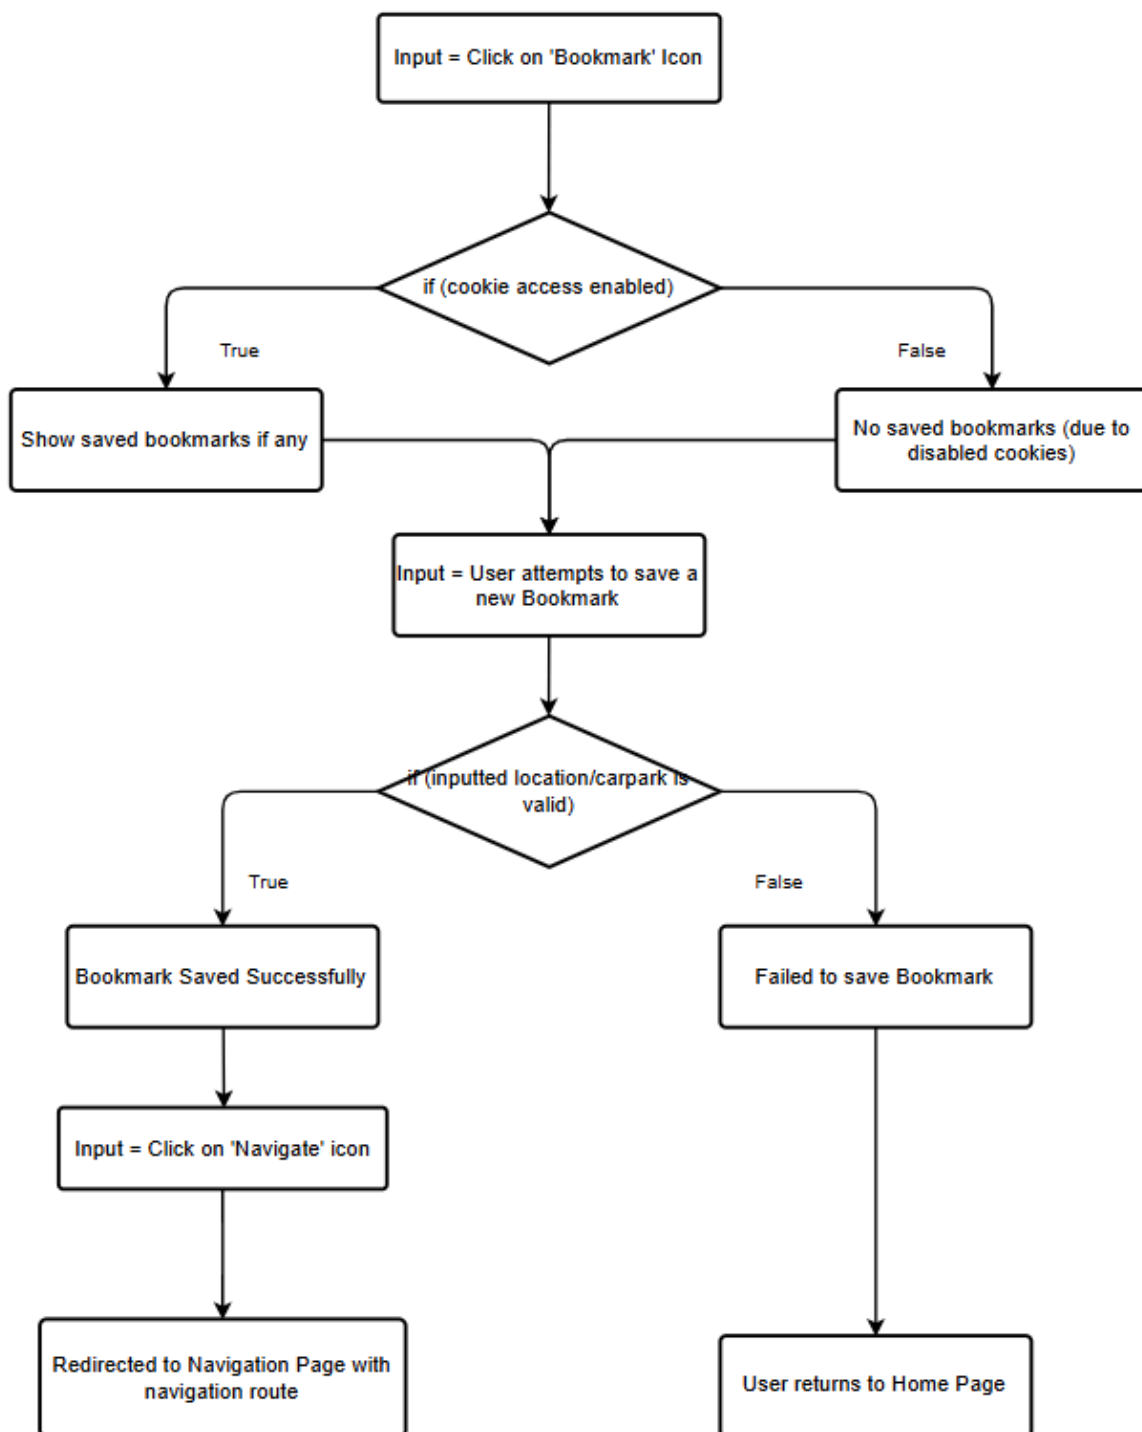 Input = Click on 'Bookmark' Icon
if (cookie access enabled)
True
False
Show saved bookmarks if any
No saved bookmarks (due to
disabled cookies)
Input = User attempts to save a
new Bookmark
if (inputted location/carpark is
valid)
True
False
Bookmark Saved Successfully
Failed to save Bookmark
Input = Click on 'Navigate' icon
Redirected to Navigation Page with
navigation route
User returns to Home Page